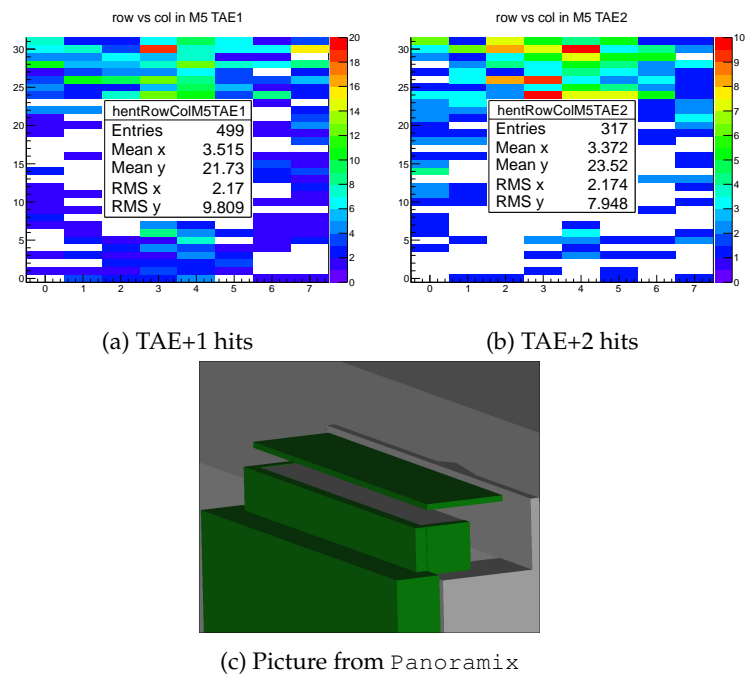 row vs col in M5 TAE1
hentRowColM5TAE1
Entries 499
Mean x 3.515
Mean y 21.73
RMS x 2.17
RMS y 9.809
30
25
20
15
10
5
0
0 1 2 3 4 5 6 7
20
18
16
14
12
10
8
6
4
2
0
(a) TAE+1 hits
row vs col in M5 TAE2
hentRowColM5TAE2
Entries 317
Mean x 3.372
Mean y 23.52
RMS x 2.174
RMS y 7.948
30
25
20
15
10
5
0
0 1 2 3 4 5 6 7
10
9
8
7
6
5
4
3
2
1
0
(b) TAE+2 hits
(c) Picture from Panoramix